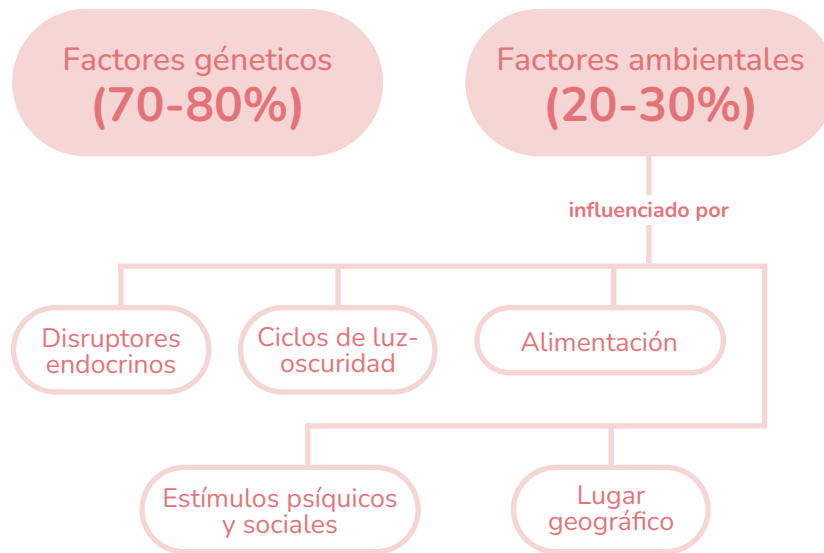 Factores géneticos
(70-80%)
Factores ambientales
(20-30%)
influenciado por
Disruptores
endocrinos
Ciclos de luz-
oscuridad
Alimentación
Estímulos psíquicos
y sociales
Lugar
geográfico